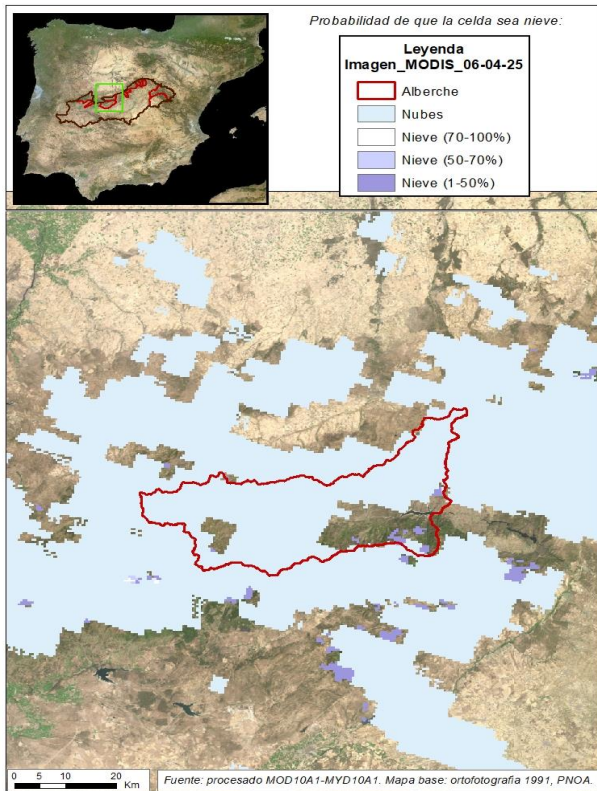 Probabilidad de que la celda sea nieve:
Leyenda
Imagen_MODIS_06-04-25
Alberche
Nubes
Nieve (70-100%)
Nieve (50-70%)
Nieve (1-50%)
0 5 10 20
Km
Fuente: procesado MOD10A1-MYD10A1. Mapa base: ortofotografia 1991, PNOA.